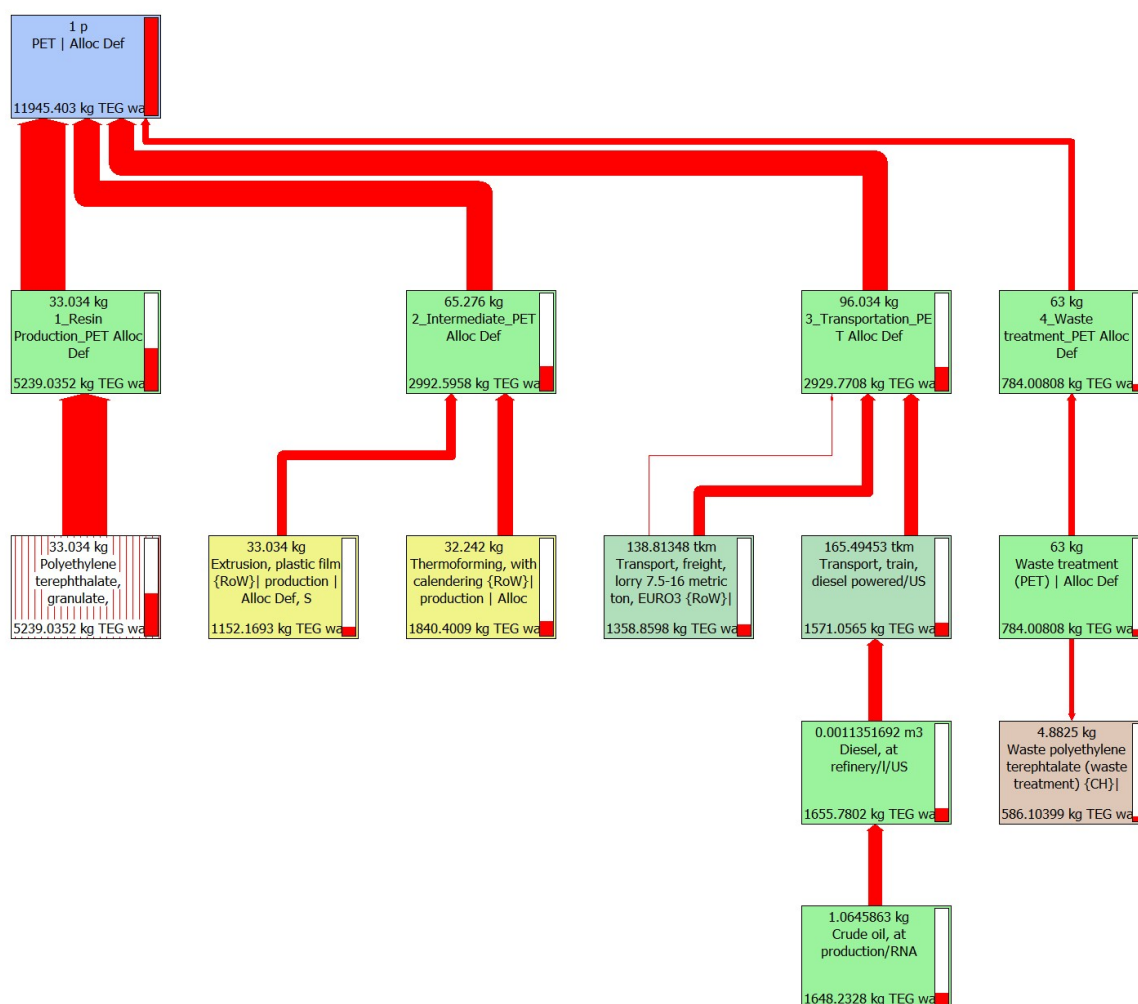 1 p
PET | Alloc Def
11945.403 kg TEG wa
33.034 kg
1_Resin
Production_PET Alloc
Def
5239.0352 kg TEG wa
65.276 kg
2_Intermediate_PET
Alloc Def
2992.5958 kg TEG wa
96.034 kg
3_Transportation_PE
T Alloc Def
2929.7708 kg TEG wa
63 kg
4_Waste
treatment_PET Alloc
Def
784.00808 kg TEG wa
33.034 kg
Polyethylene
terephthalate,
granulate,
5239.0352 kg TEG wa
33.034 kg
Extrusion, plastic film
{RoW}| production |
Alloc Def, S
1152.1693 kg TEG wa
32.242 kg
Thermoforming, with
calendering {RoW}|
production | Alloc
1840.4009 kg TEG wa
138.81348 tkm
Transport, freight,
lorry 7.5-16 metric
ton, EURO3 {RoW}|
1358.8598 kg TEG wa
165.49453 tkm
Transport, train,
diesel powered/US
1571.0565 kg TEG wa
63 kg
Waste treatment
(PET) | Alloc Def
784.00808 kg TEG wa
0.0011351692 m3
Diesel, at
refinery/l/US
1655.7802 kg TEG wa
4.8825 kg
Waste polyethylene
terephtalate (waste
treatment) {CH}|
586.10399 kg TEG wa
1.0645863 kg
Crude oil, at
production/RNA
1648.2328 kg TEG wa